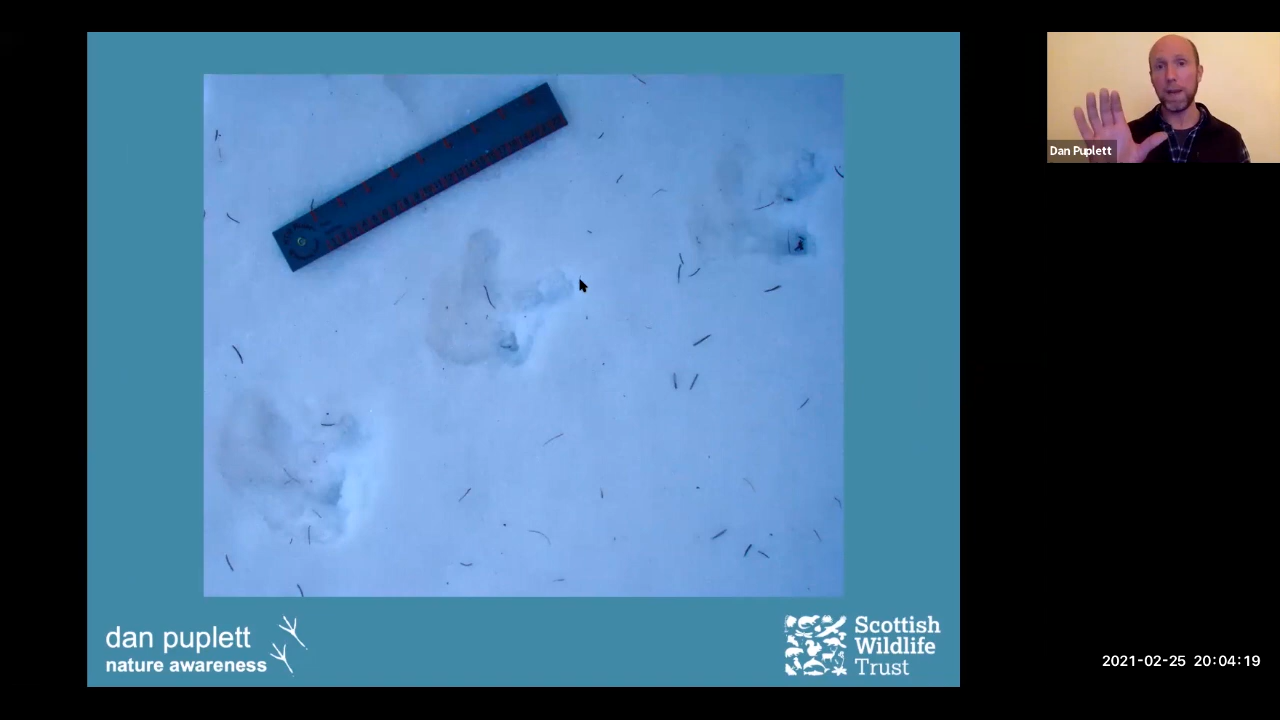 Dan Puplett
dan puplett
nature awareness
Scottish
Wildlife
Trust
2021-02-25 20:04:19